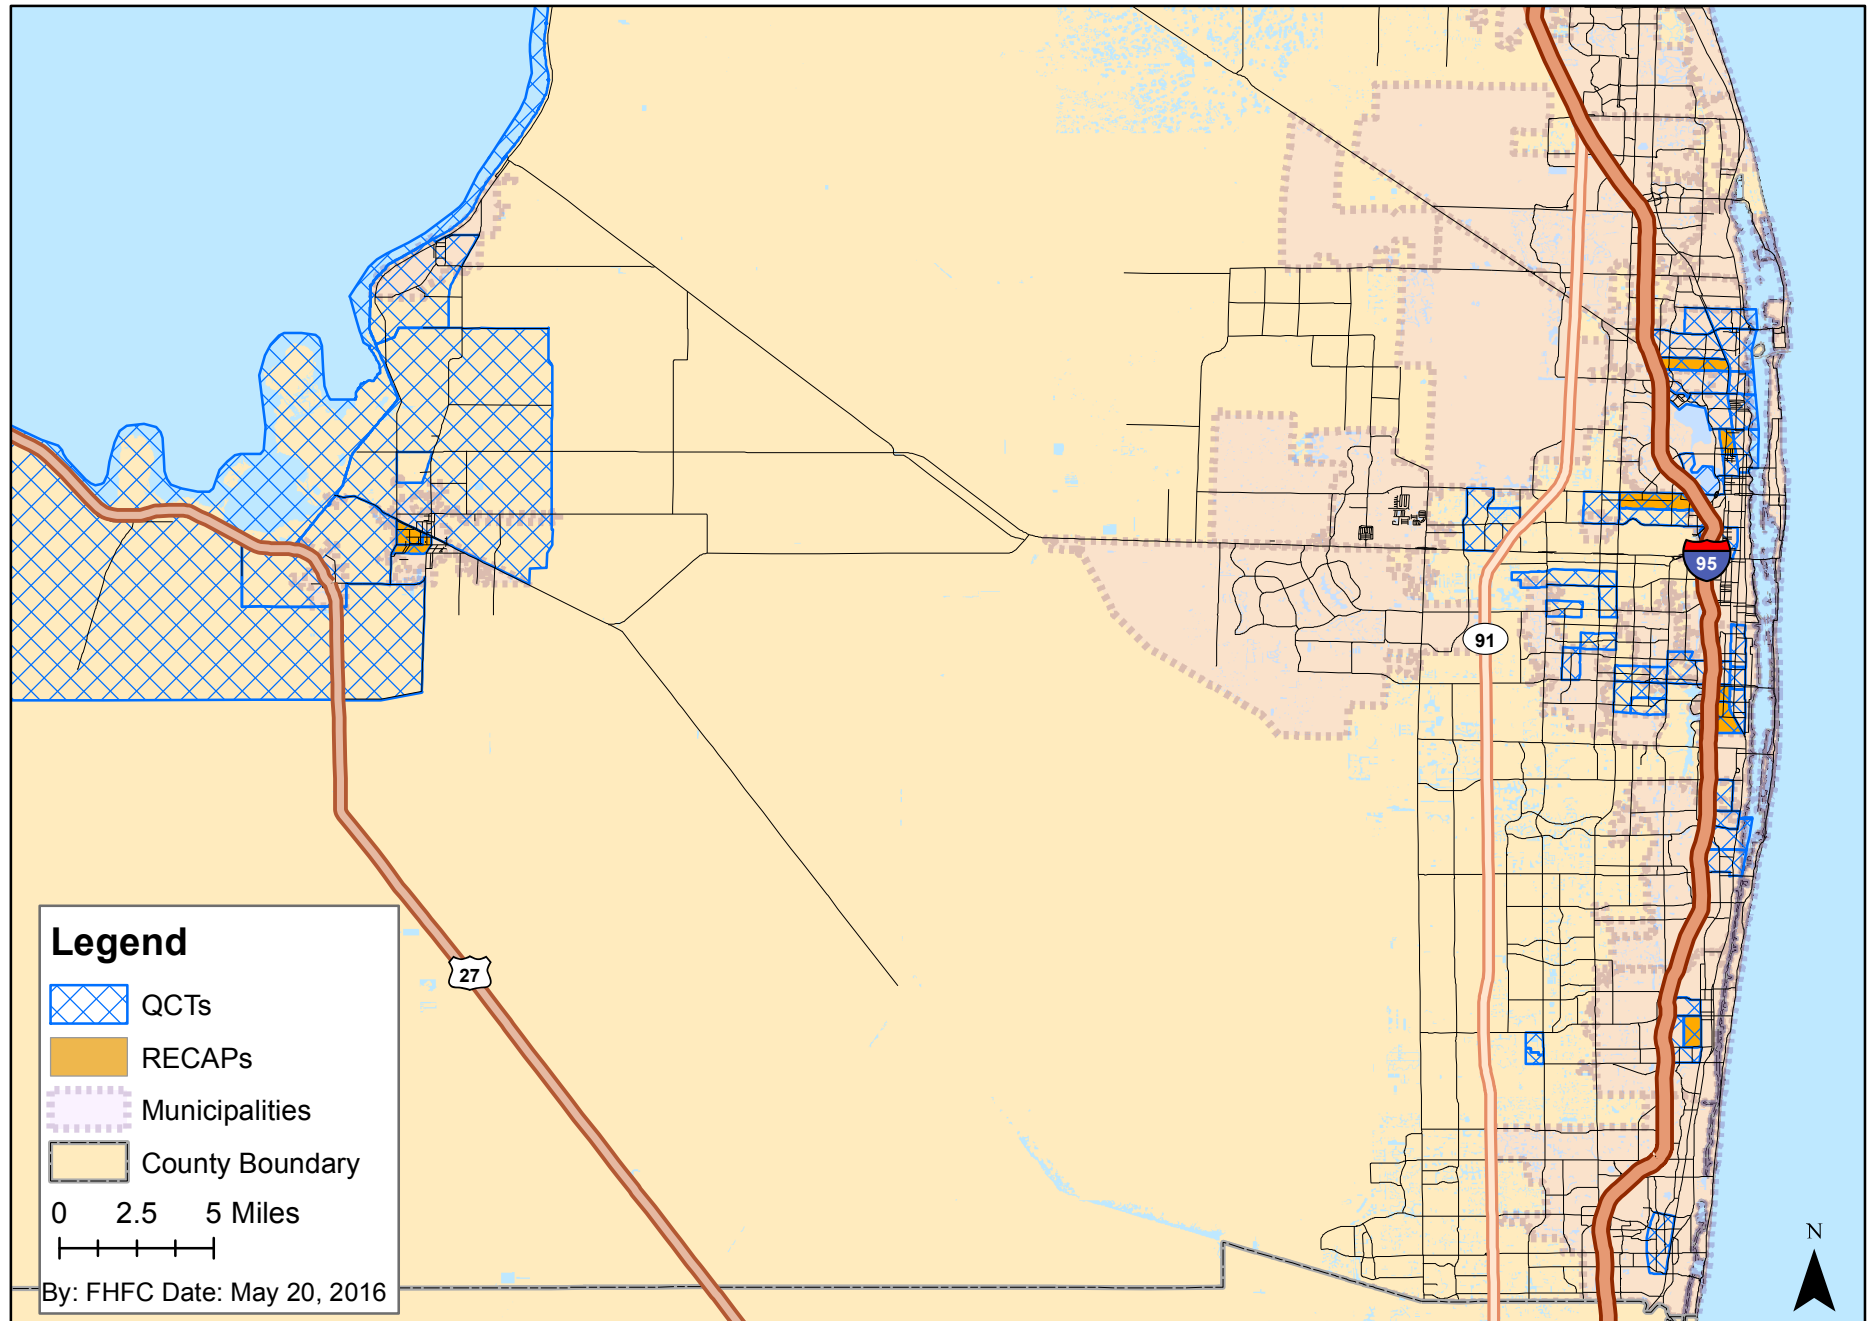 95
91
27
Legend
QCTs
RECAPs
Municipalities
County Boundary
0 2.5 5 Miles
By: FHFC Date: May 20, 2016
N